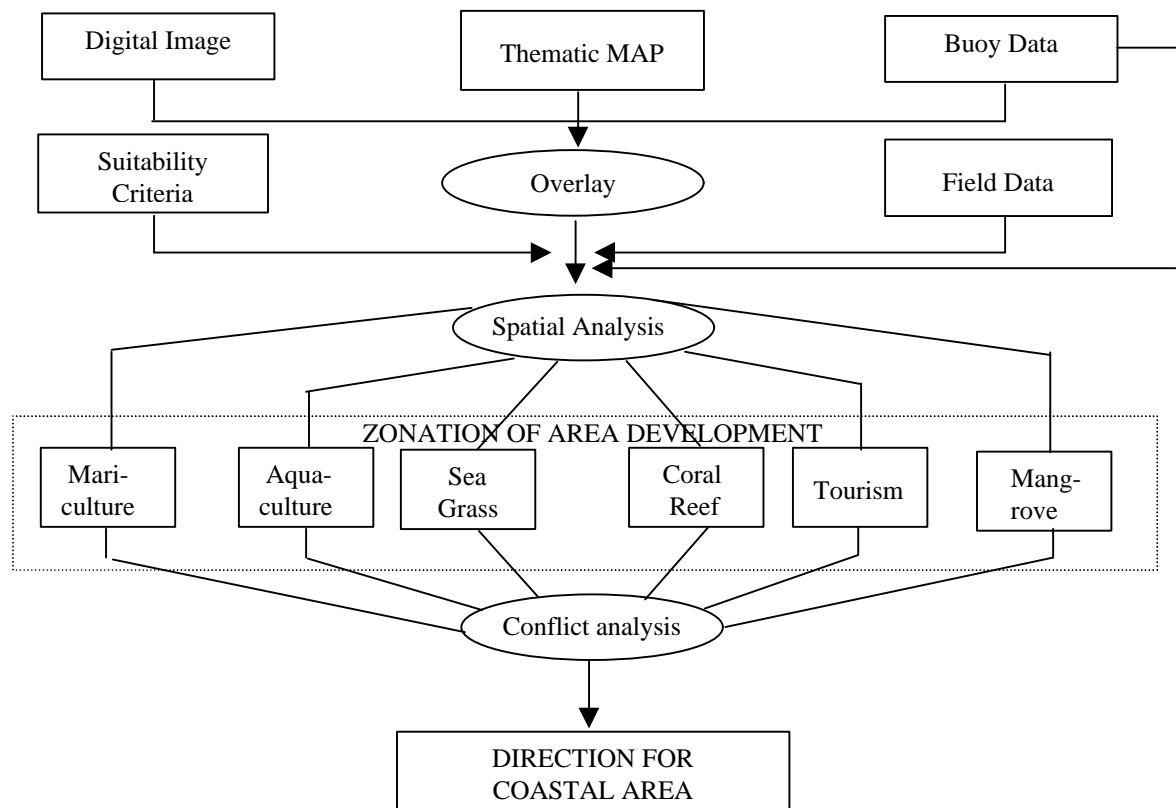 Digital Image
Thematic MAP
Buoy Data
Suitability
Criteria
Overlay
Field Data
Spatial Analysis
ZONATION OF AREA DEVELOPMENT
Mari-
culture
Aqua-
culture
Sea
Grass
Coral
Reef
Tourism
Mang-
rove
Conflict analysis
DIRECTION FOR
COASTAL AREA